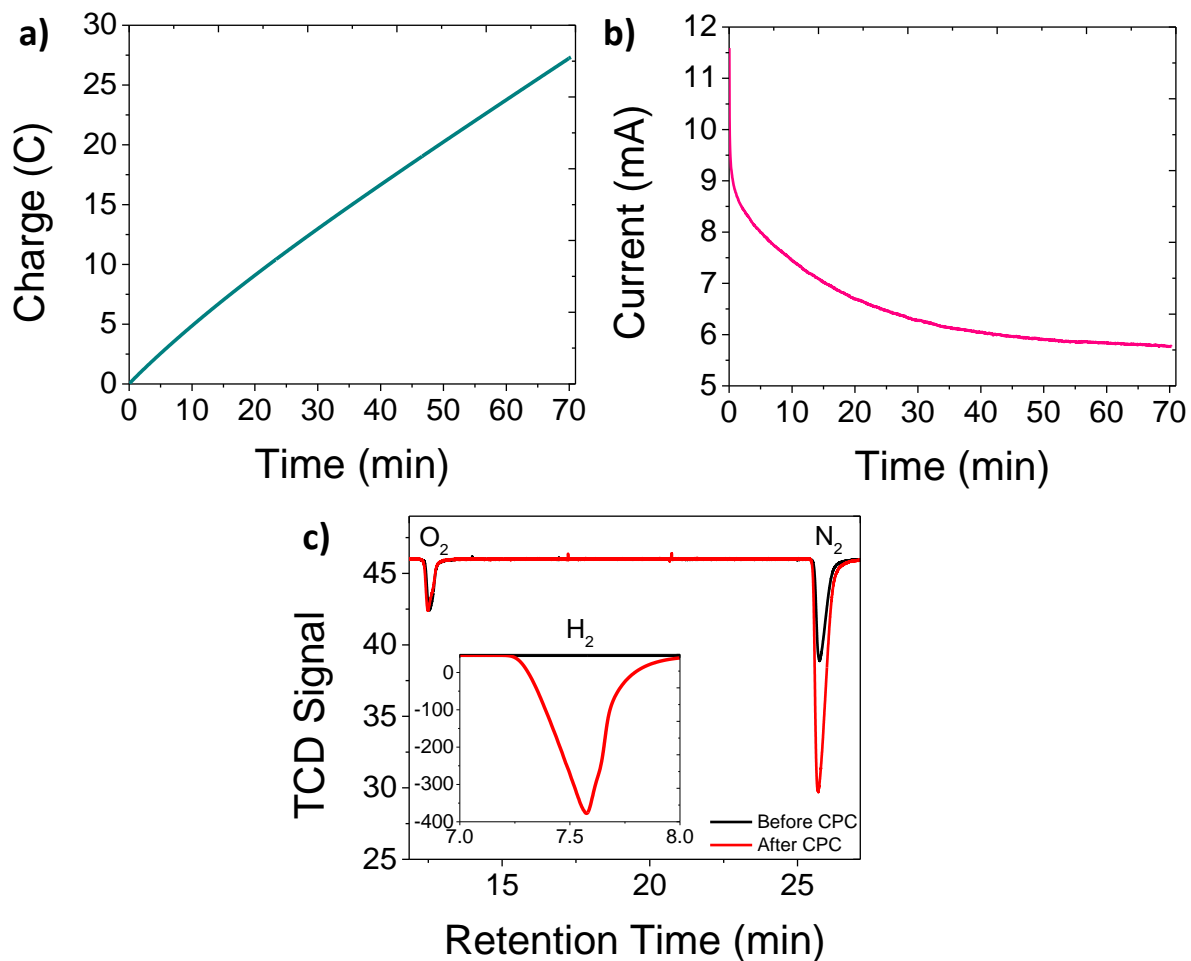 a)
30
25
20
15
10
5
0
Charge (C)
0 10 20 30 40 50 60 70
Time (min)
b)
12
11
10
9
8
7
6
5
Current (mA)
0 10 20 30 40 50 60 70
Time (min)
c)
O2
N2
45
40
35
30
25
TCD Signal
H2
0
-100
-200
-300
-400
7.0 7.5 8.0
Before CPC
After CPC
15 20 25
Retention Time (min)